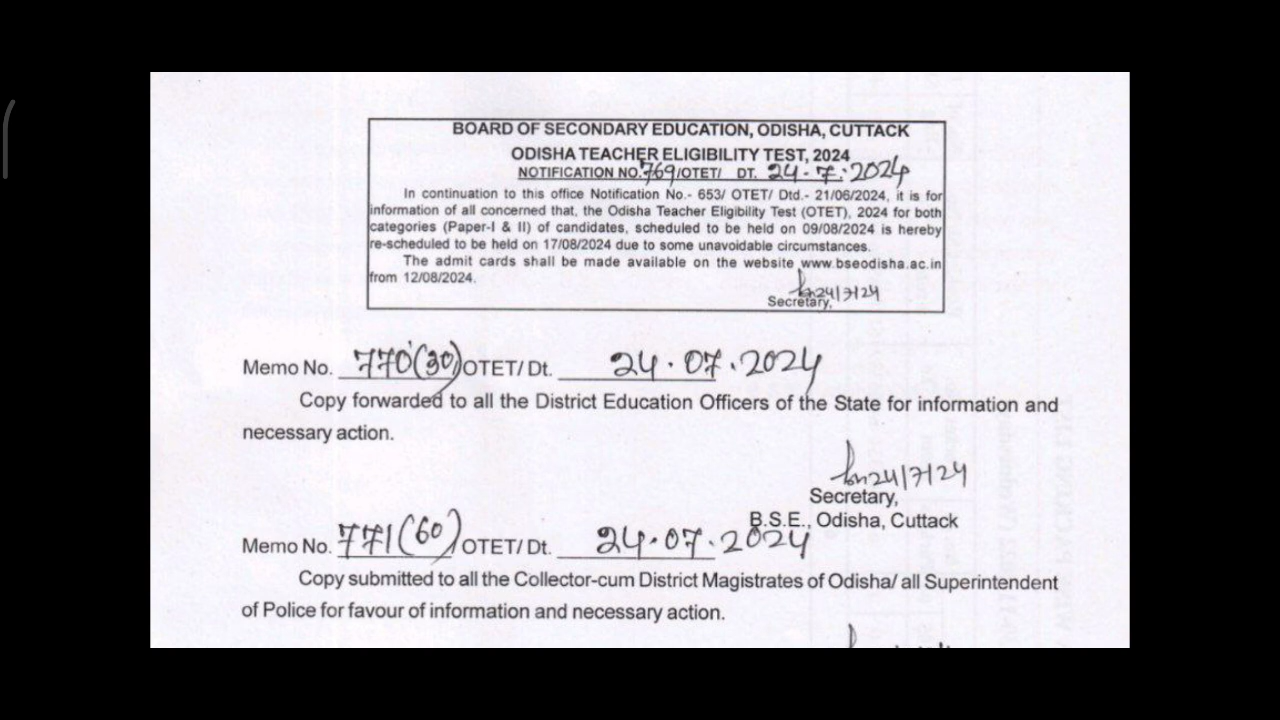 BOARD OF SECONDARY EDUCATION, ODISHA, CUTTACK
ODISHA TEACHER ELIGIBILITY TEST, 2024
NOTIFICATION NO. 769/OTET/ DT. 24-7-2024
In continuation to this office Notification No.- 653/ OTET/ Dtd.- 21/06/2024, it is for
information of all concerned that, the Odisha Teacher Eligibility Test (OTET), 2024 for both
categories (Paper-I & II) of candidates, scheduled to be held on 09/08/2024 is hereby
re-scheduled to be held on 17/08/2024 due to some unavoidable circumstances.
The admit cards shall be made available on the website www.bseodisha.ac.in
from 12/08/2024.
24/7/24
Secretary,
Memo No. 770(30)OTET/ Dt. 24.07.2024
Copy forwarded to all the District Education Officers of the State for information and
necessary action.
24/7/24
Secretary,
B.S.E., Odisha, Cuttack
Memo No. 771(60) OTET/ Dt. 24.07.2024
Copy submitted to all the Collector-cum District Magistrates of Odisha/ all Superintendent
of Police for favour of information and necessary action.